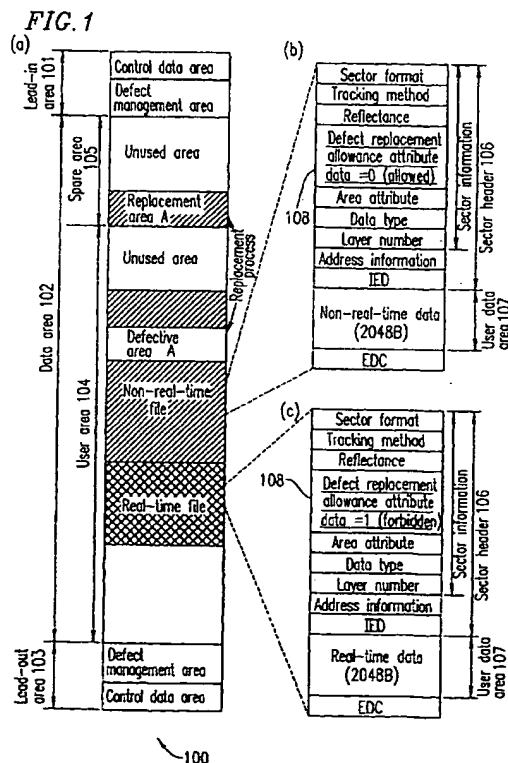 FIG. 1
(a)
Lead-in area 101
Control data area
Defect management area
Data area 102
Spare area 105
Unused area
Replacement area A
Replacement process
User area 104
Unused area
Defective area A
Non-real-time file
Real-time file
Lead-out area 103
Defect management area
Control data area
100
(b)
Sector format
Tracking method
Reflectance
Defect replacement
allowance attribute
data =0 (allowed)
108
Area attribute
Data type
Layer number
Address information
IED
Non-real-time data
(2048B)
EDC
Sector information
Sector header 106
User data area 107
(c)
Sector format
Tracking method
Reflectance
108
Defect replacement
allowance attribute
data =1 (forbidden)
Area attribute
Data type
Layer number
Address information
IED
Real-time data
(2048B)
EDC
Sector information
Sector header 106
User data area 107